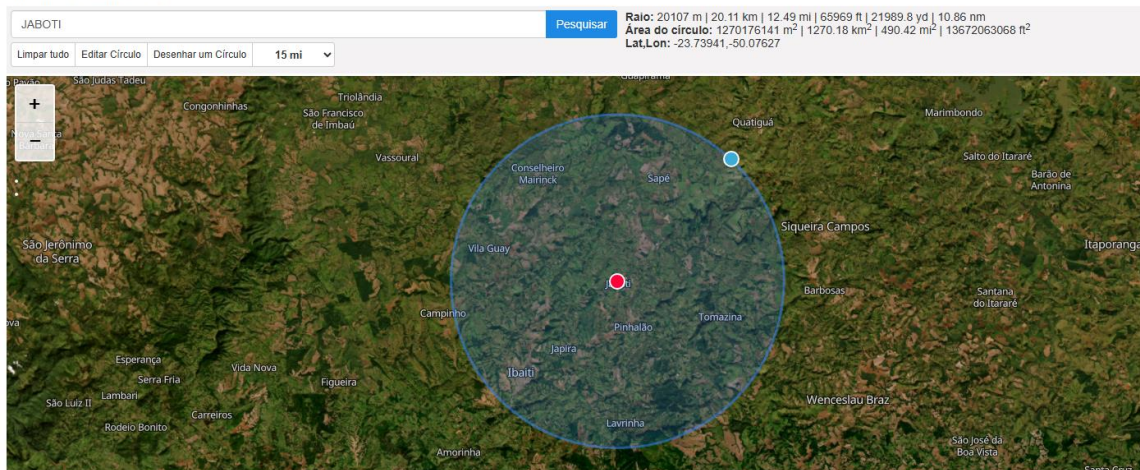 JABOTI
Pesquisar
Raio: 20107 m | 20.11 km | 12.49 mi | 65969 ft | 21989.8 yd | 10.86 nm
Área do círculo: 1270176141 m² | 1270.18 km² | 490.42 mi² | 13672063068 ft²
Lat,Lon: -23.73941,-50.07627
Limpar tudo
Editar Círculo
Desenhar um Círculo
15 mi
São Judas Tadeu
Guapirama
+
−
Congonhinhas
Triolândia
São Francisco
de Imbaú
Quatiguá
Marimbondo
Vassoural
Conselheiro
Mairinck
Sapé
Salto do Itararé
Barão de
Antonina
São Jerônimo
da Serra
Vila Guay
Siqueira Campos
Itaporanga
Barbosas
Santana
do Itararé
Campinho
Pinhalão
Tomazina
Japira
Esperança
Vida Nova
Ibaiti
Serra Fria
Figueira
Lambari
São Luiz II
Wenceslau Braz
Carreiros
Rodeio Bonito
Lavrinha
São José da
Boa Vista
Amorinha